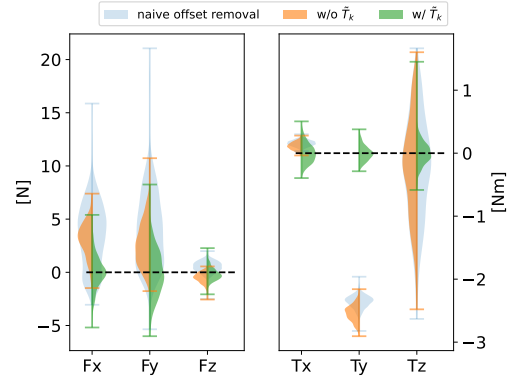 naive offset removal w/o T̃ₖ w/ T̃ₖ
20
15
10
5
0
−5
[N]
1
0
−1
−2
−3
[Nm]
Fx Fy Fz Tx Ty Tz